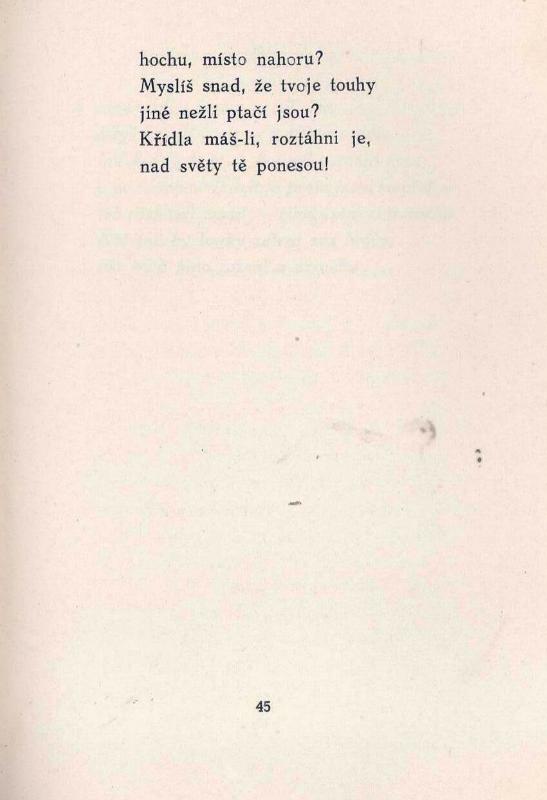 hochu, místo nahoru?
Myslíš snad, že tvoje touhy
jiné nežli ptačí jsou?
Křídla máš-li, roztáhni je,
nad světy tě ponesou!
45